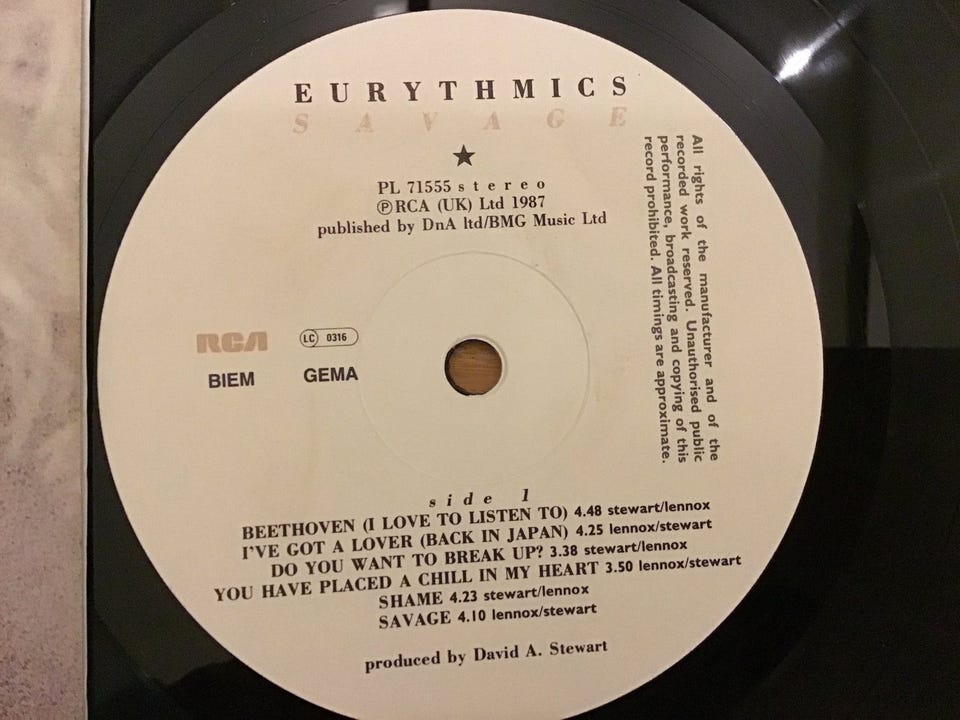 EURYTHMICS
SAVAGE
★
PL 71555 stereo
℗ RCA (UK) Ltd 1987
published by DnA ltd/BMG Music Ltd
All rights of the manufacturer and of the
recorded work reserved. Unauthorised public
performance, broadcasting and copying of this
record prohibited. All timings are approximate.
RCA
LC 0316
BIEM GEMA
side 1
BEETHOVEN (I LOVE TO LISTEN TO) 4.48 stewart/lennox
I'VE GOT A LOVER (BACK IN JAPAN) 4.25 lennox/stewart
DO YOU WANT TO BREAK UP? 3.38 stewart/lennox
YOU HAVE PLACED A CHILL IN MY HEART 3.50 lennox/stewart
SHAME 4.23 stewart/lennox
SAVAGE 4.10 lennox/stewart
produced by David A. Stewart